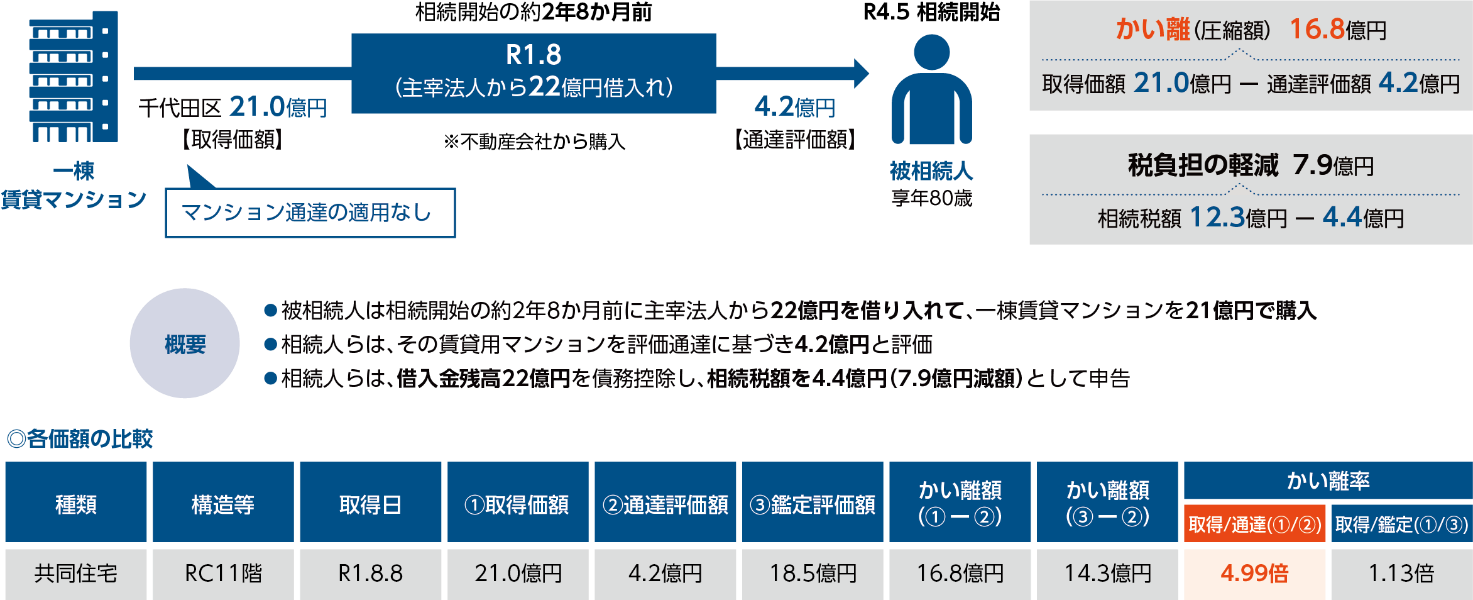 相続開始の約2年8か月前
R1.8
(主宰法人から22億円借入れ)
※不動産会社から購入
千代田区 21.0億円
【取得価額】
4.2億円
【通達評価額】
一棟
賃貸マンション
マンション通達の適用なし
R4.5 相続開始
被相続人
享年80歳
かい離(圧縮額) 16.8億円
取得価額 21.0億円 ー 通達評価額 4.2億円
税負担の軽減 7.9億円
相続税額 12.3億円 ー 4.4億円
概要
●被相続人は相続開始の約2年8か月前に主宰法人から22億円を借り入れて、一棟賃貸マンションを21億円で購入
●相続人らは、その賃貸用マンションを評価通達に基づき4.2億円と評価
●相続人らは、借入金残高22億円を債務控除し、相続税額を4.4億円(7.9億円減額)として申告
◎各価額の比較
種類 構造等 取得日 ①取得価額 ②通達評価額 ③鑑定評価額 かい離額 かい離額 かい離率
(①ー②) (③ー②) 取得/通達(①/②) 取得/鑑定(①/③)
共同住宅 RC11階 R1.8.8 21.0億円 4.2億円 18.5億円 16.8億円 14.3億円 4.99倍 1.13倍